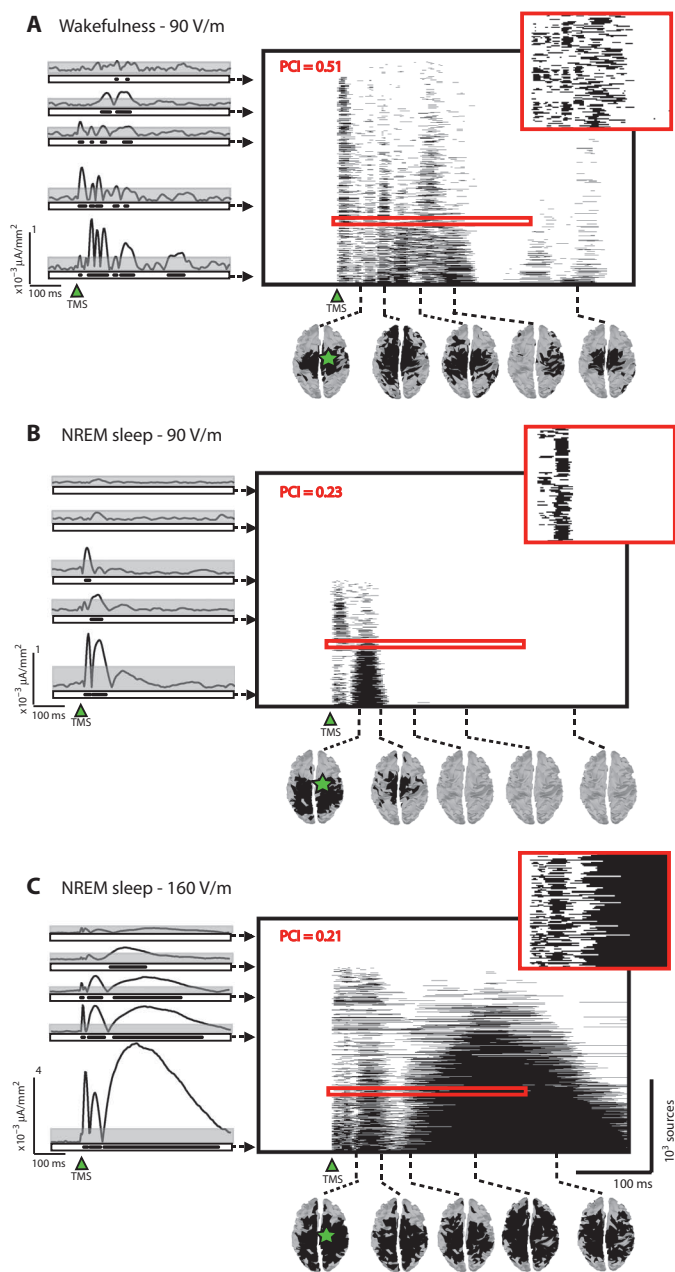 A Wakefulness - 90 V/m
PCI = 0.51
1
x10⁻³ µA/mm²
100 ms
TMS
TMS
B NREM sleep - 90 V/m
PCI = 0.23
1
x10⁻³ µA/mm²
100 ms
TMS
TMS
C NREM sleep - 160 V/m
PCI = 0.21
4
x10⁻³ µA/mm²
100 ms
TMS
TMS
10³ sources
100 ms